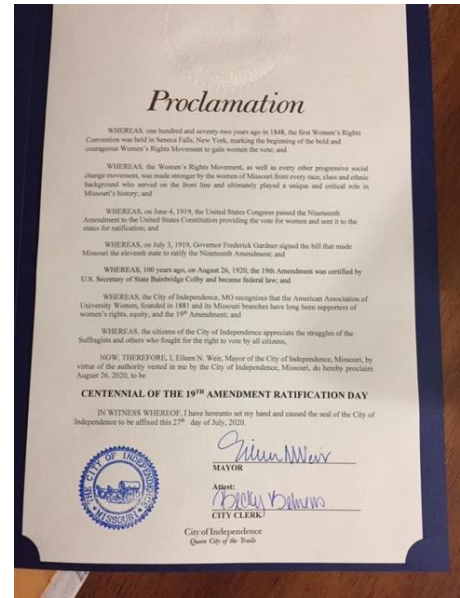 Proclamation
WHEREAS, one hundred and seventy-two years ago in 1848, the first Women's Rights
Convention was held in Seneca Falls, New York, marking the beginning of the bold and
courageous Women's Rights Movement to gain women the vote; and
WHEREAS, the Women's Rights Movement, as well as every other progressive social
change movement, was made stronger by the women of Missouri from every race, class and ethnic
background who served on the front line and ultimately played a unique and critical role in
Missouri's history; and
WHEREAS, on June 4, 1919, the United States Congress passed the Nineteenth
Amendment to the United States Constitution providing the vote for women and sent it to the
states for ratification; and
WHEREAS, on July 3, 1919, Governor Frederick Gardner signed the bill that made
Missouri the eleventh state to ratify the Nineteenth Amendment; and
WHEREAS, 100 years ago, on August 26, 1920, the 19th Amendment was certified by
U.S. Secretary of State Bainbridge Colby and became federal law; and
WHEREAS, the City of Independence, MO recognizes that the American Association of
University Women, founded in 1881 and its Missouri branches have long been supporters of
women's rights, equity, and the 19th Amendment; and
WHEREAS, the citizens of the City of Independence appreciate the struggles of the
Suffragists and others who fought for the right to vote by all citizens,
NOW, THEREFORE, I, Eileen N. Weir, Mayor of the City of Independence, Missouri, by
virtue of the authority vested in me by the City of Independence, Missouri, do hereby proclaim
August 26, 2020, to be
CENTENNIAL OF THE 19TH AMENDMENT RATIFICATION DAY
IN WITNESS WHEREOF, I have hereunto set my hand and caused the seal of the City of
Independence to be affixed this 27th day of July, 2020.
Eileen N Weir
MAYOR
Attest:
Becky Behrens
CITY CLERK
THE CITY OF INDEPENDENCE
MISSOURI
City of Independence
Queen City of the Trails